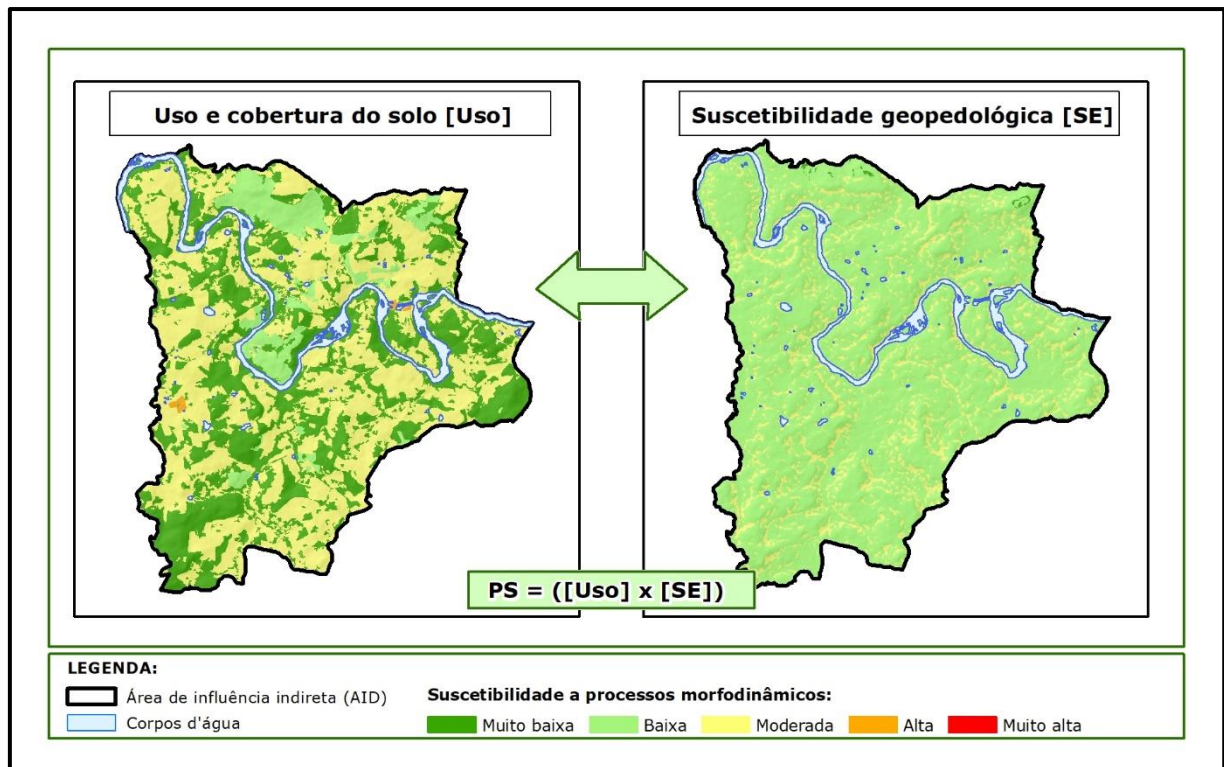 Uso e cobertura do solo [Uso]
Suscetibilidade geopedológica [SE]
PS = ([Uso] x [SE])
LEGENDA:
Área de influência indireta (AID)
Corpos d'água
Suscetibilidade a processos morfodinâmicos:
Muito baixa
Baixa
Moderada
Alta
Muito alta